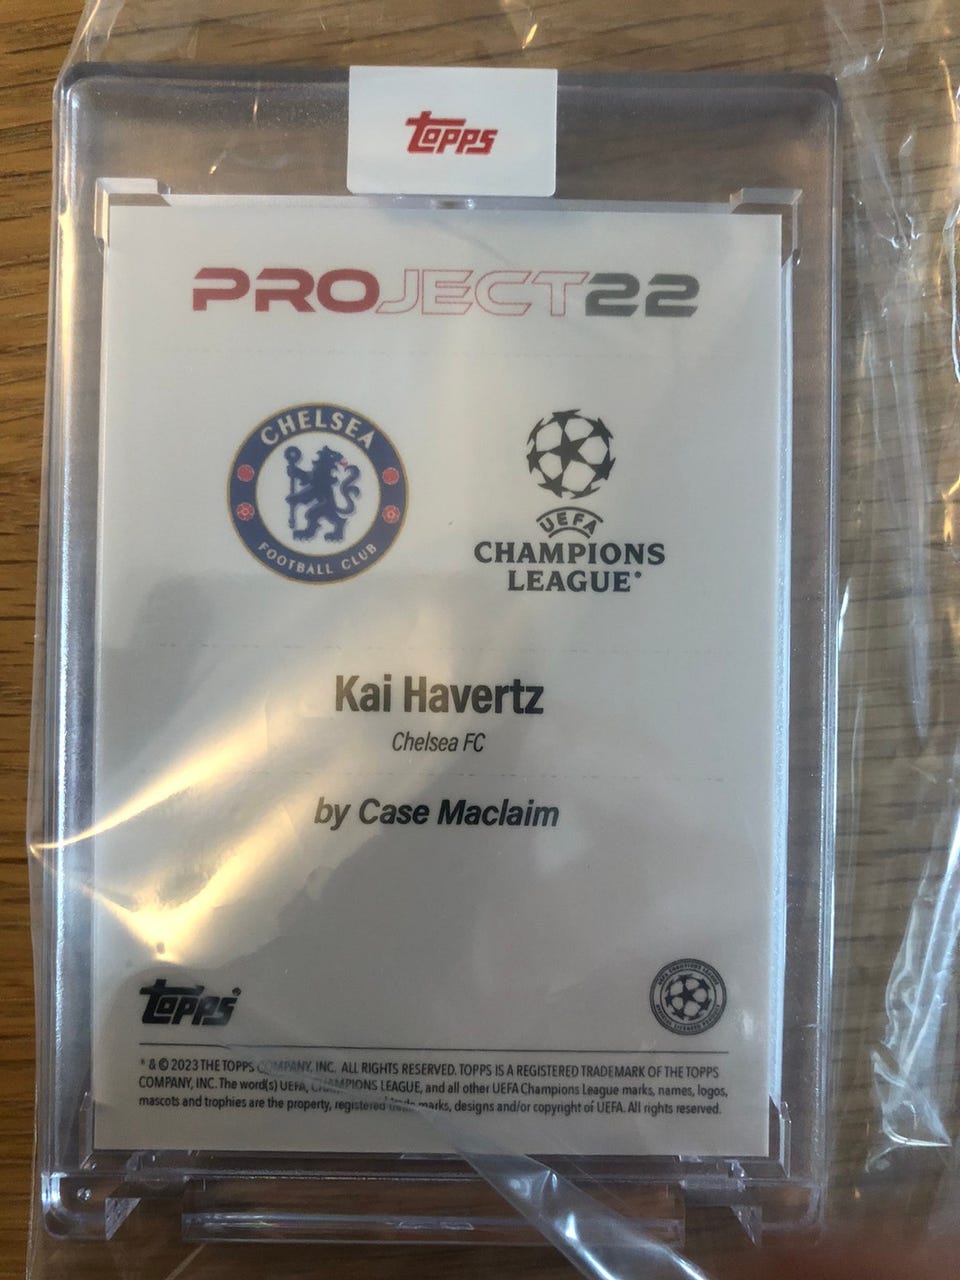 Topps
PROJECT22
CHELSEA
FOOTBALL CLUB
UEFA
CHAMPIONS
LEAGUE®
Kai Havertz
Chelsea FC
by Case Maclaim
Topps®
* & © 2023 THE TOPPS COMPANY, INC. ALL RIGHTS RESERVED. TOPPS IS A REGISTERED TRADEMARK OF THE TOPPS
COMPANY, INC. The word(s) UEFA, CHAMPIONS LEAGUE, and all other UEFA Champions League marks, names, logos,
mascots and trophies are the property, registered trade marks, designs and/or copyright of UEFA. All rights reserved.